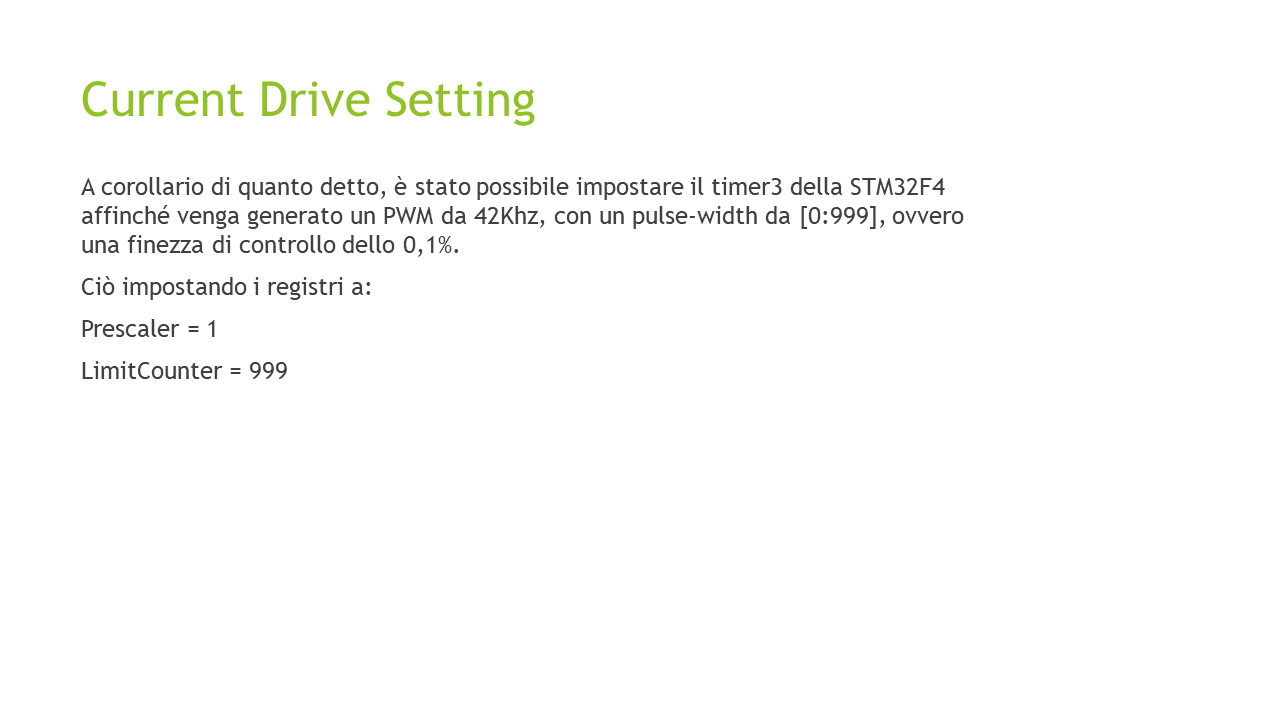 Current Drive Setting
A corollario di quanto detto, è stato possibile impostare il timer3 della STM32F4
affinché venga generato un PWM da 42Khz, con un pulse-width da [0:999], ovvero
una finezza di controllo dello 0,1%.
Ciò impostando i registri a:
Prescaler = 1
LimitCounter = 999